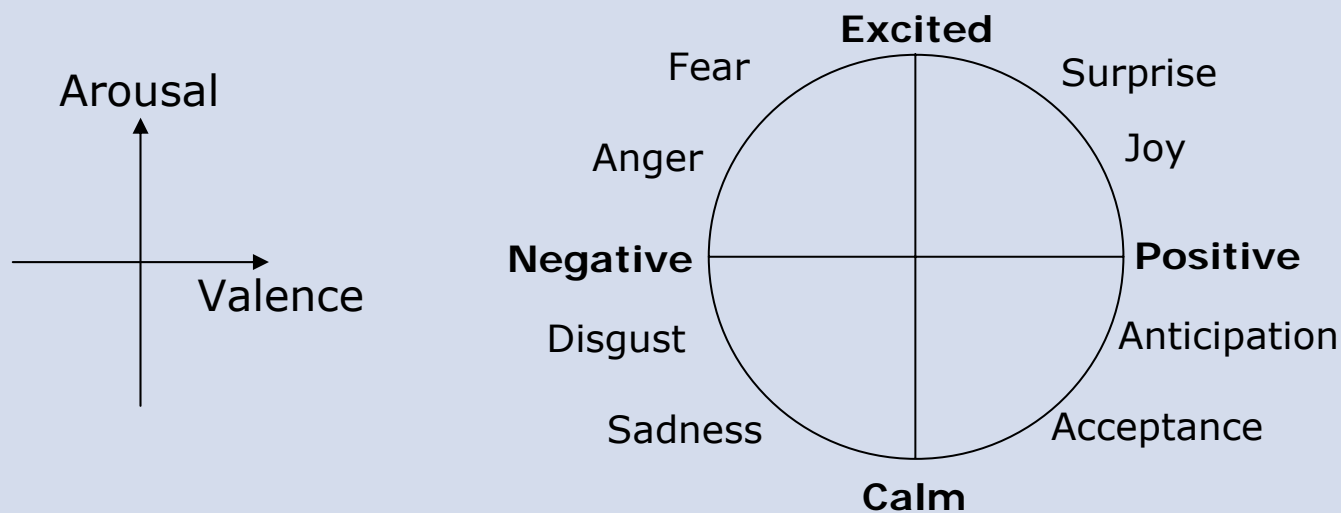 Arousal
Valence
Excited
Fear
Surprise
Anger
Joy
Negative
Positive
Disgust
Anticipation
Sadness
Acceptance
Calm